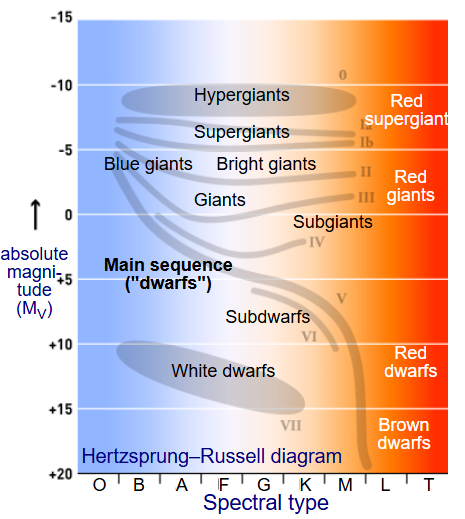 -15
-10
-5
0
+5
+10
+15
+20
0
Hypergiants
Red
supergiant
Ia
Supergiants
Ib
Blue giants
Bright giants
II
Red
giants
Giants
III
Subgiants
IV
absolute
magni-
tude
(MV)
Main sequence
("dwarfs")
V
Subdwarfs
VI
White dwarfs
Red
dwarfs
VII
Brown
dwarfs
Hertzsprung–Russell diagram
O B A F G K M L T
Spectral type